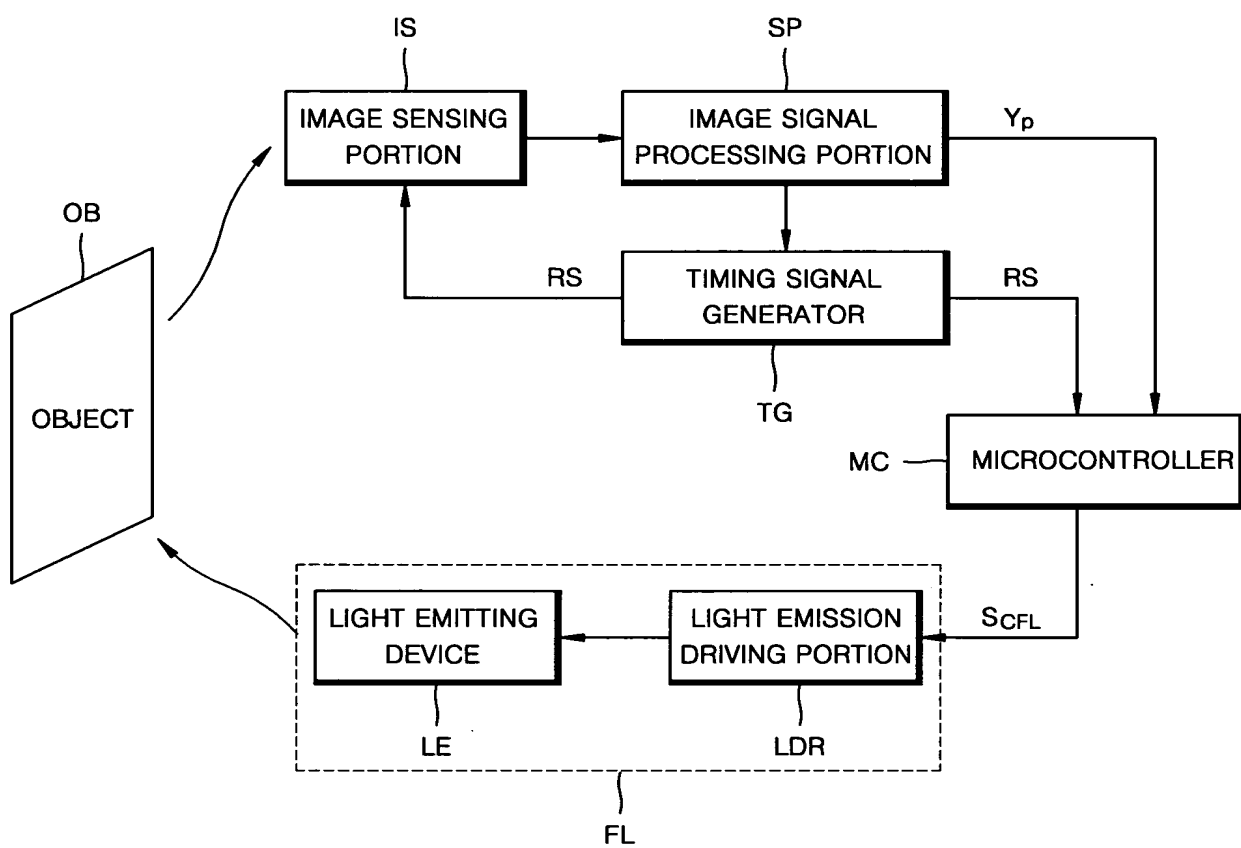 IS
SP
IMAGE SENSING
PORTION
IMAGE SIGNAL
PROCESSING PORTION
Yp
OB
RS
TIMING SIGNAL
GENERATOR
RS
OBJECT
TG
MC
MICROCONTROLLER
LIGHT EMITTING
DEVICE
LIGHT EMISSION
DRIVING PORTION
SCFL
LE
LDR
FL